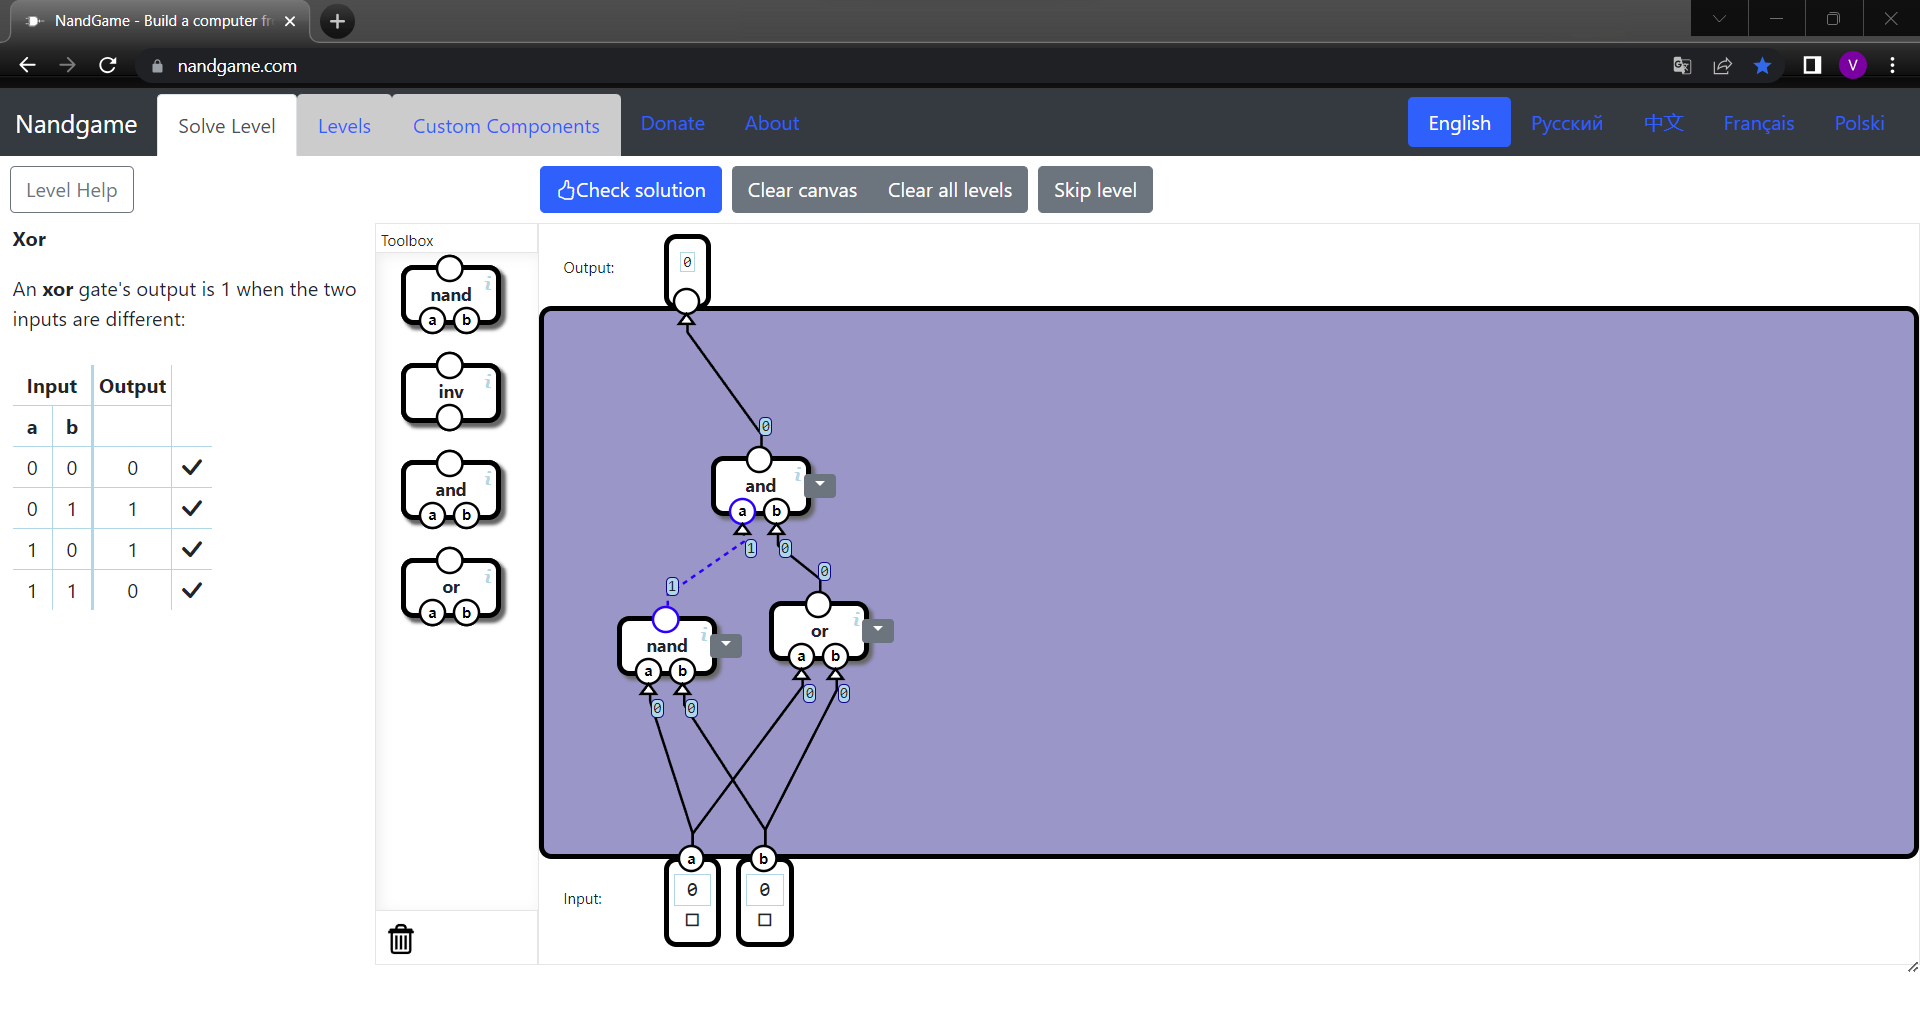 NandGame - Build a computer fr
nandgame.com
V
Nandgame
Solve Level
Levels
Custom Components
Donate
About
English
Русский
中文
Français
Polski
Level Help
Check solution
Clear canvas
Clear all levels
Skip level
Xor
An xor gate's output is 1 when the two
inputs are different:
Input Output
a b
0 0 0
0 1 1
1 0 1
1 1 0
Toolbox
nand i
a b
inv i
and i
a b
or i
a b
Output:
0
0
and i
a b
1 0
1 0
nand i
a b
0 0
or i
a b
0 0
Input:
a b
0 0